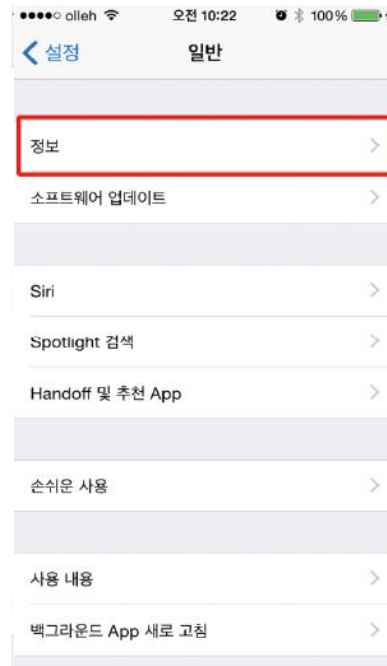 olleh 오전 10:22 100%
설정 일반
정보
소프트웨어 업데이트
Siri
Spotlight 검색
Handoff 및 추천 App
손쉬운 사용
사용 내용
백그라운드 App 새로 고침